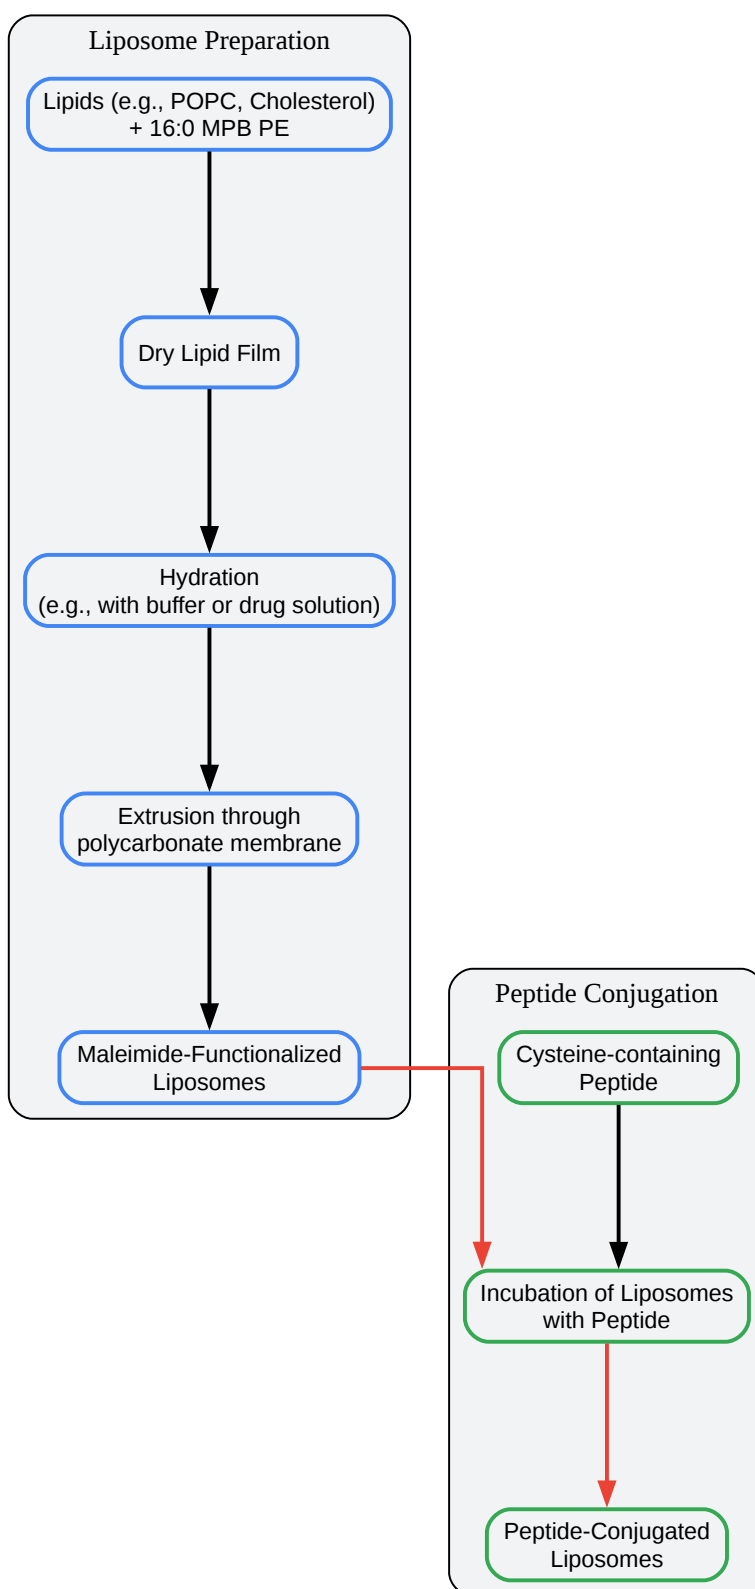 Liposome Preparation
Lipids (e.g., POPC, Cholesterol)
+ 16:0 MPB PE
Dry Lipid Film
Hydration
(e.g., with buffer or drug solution)
Extrusion through
polycarbonate membrane
Maleimide-Functionalized
Liposomes
Peptide Conjugation
Cysteine-containing
Peptide
Incubation of Liposomes
with Peptide
Peptide-Conjugated
Liposomes